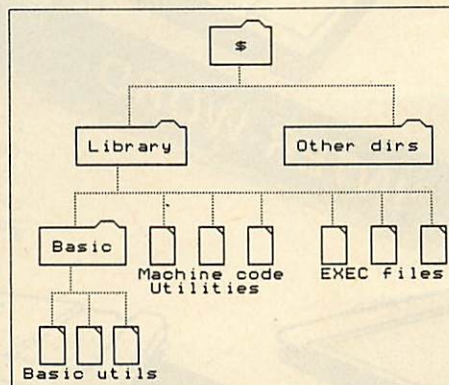 $
Library
Other dirs
Basic
Machine code
Utilities
EXEC files
Basic utils